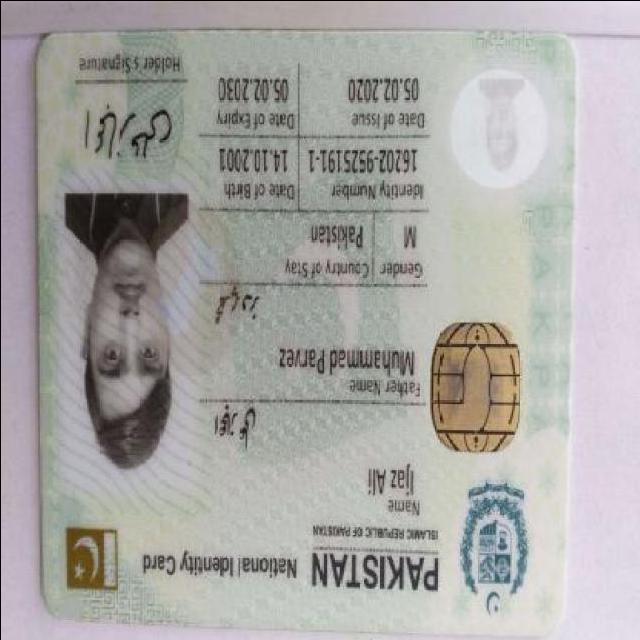 PAKISTAN National Identity Card
ISLAMIC REPUBLIC OF PAKISTAN
Name
Ijaz Ali
اعجاز علی
Father Name
Muhammad Parvez
Gender Country of Stay
M Pakistan
Identity Number Date of Birth
16202-9525191-1 14.10.2001
Date of Issue Date of Expiry
05.02.2020 05.02.2030
Holder's Signature